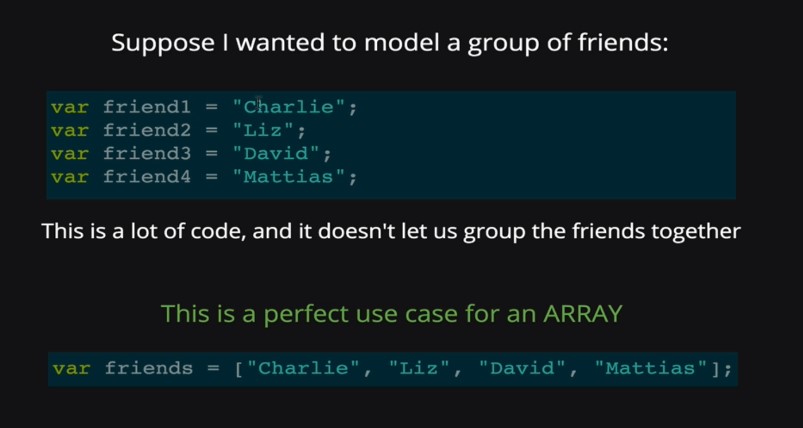 Suppose I wanted to model a group of friends:
var friend1 = "Charlie";
var friend2 = "Liz";
var friend3 = "David";
var friend4 = "Mattias";
This is a lot of code, and it doesn't let us group the friends together
This is a perfect use case for an ARRAY
var friends = ["Charlie", "Liz", "David", "Mattias"];